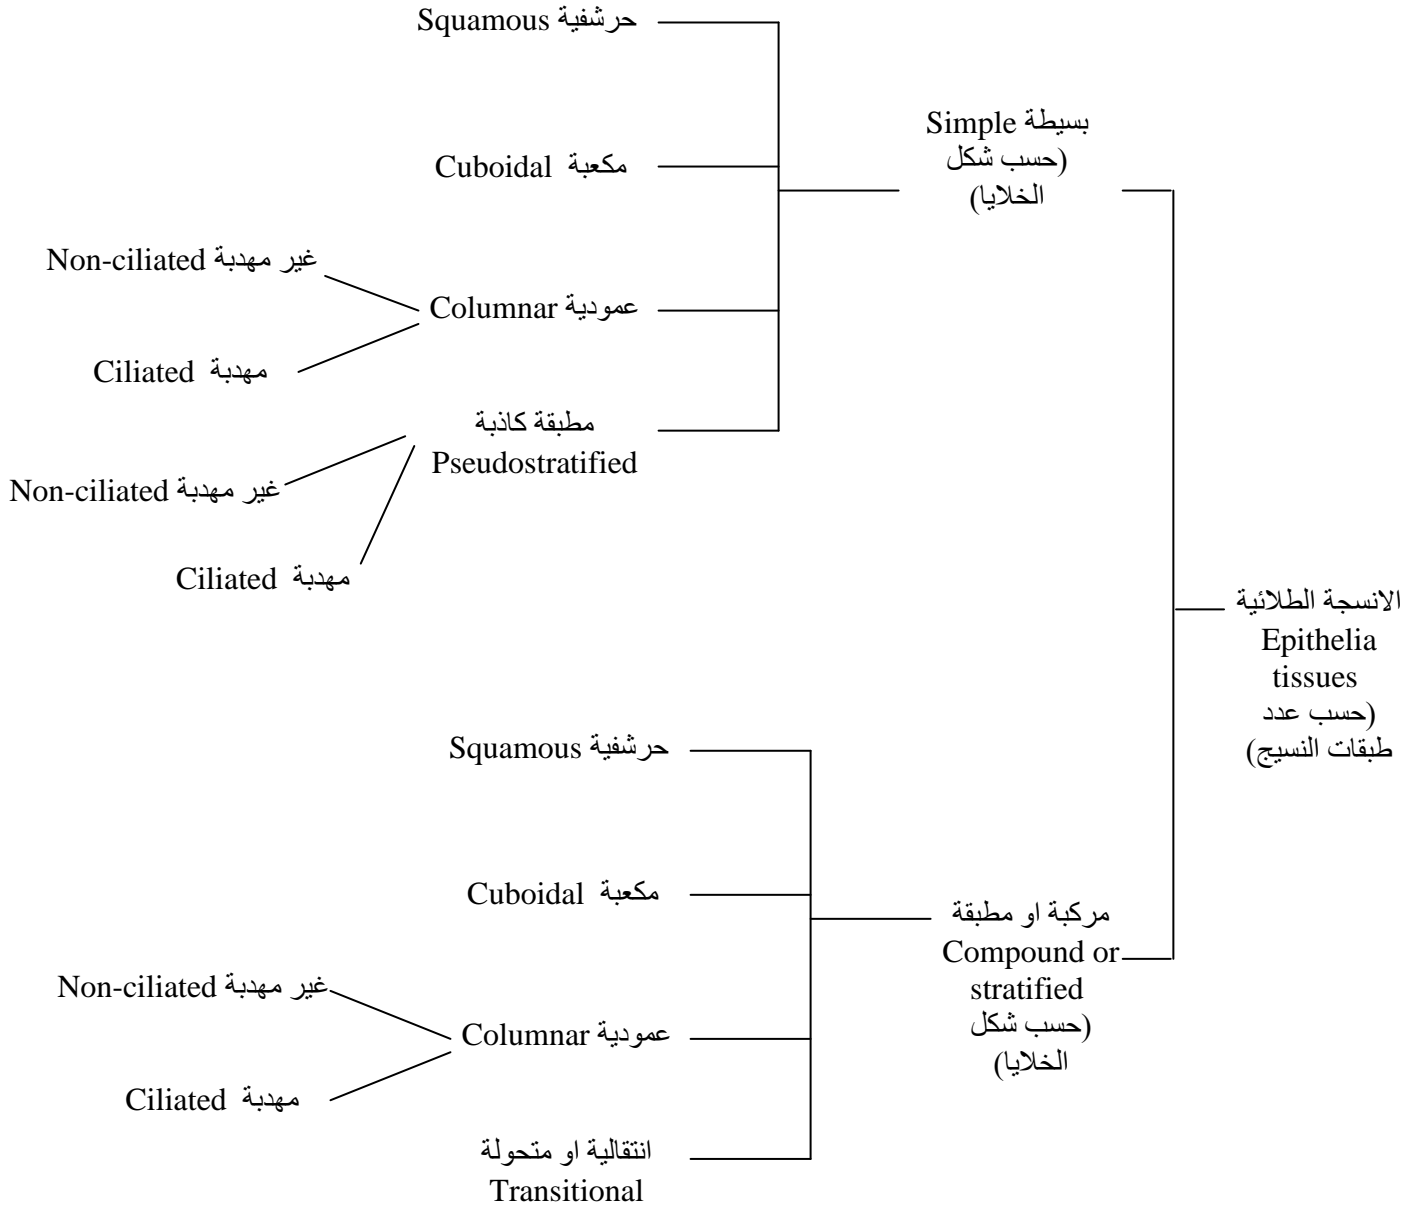 حرشفية Squamous
بسيطة Simple
(حسب شكل
الخلايا)
مكعبة Cuboidal
غير مهدبة Non-ciliated
عمودية Columnar
مهدبة Ciliated
مطبقة كاذبة
Pseudostratified
غير مهدبة Non-ciliated
مهدبة Ciliated
الانسجة الطلائية
Epithelia
tissues
(حسب عدد
طبقات النسيج)
حرشفية Squamous
مكعبة Cuboidal
مركبة او مطبقة
Compound or
stratified
(حسب شكل
الخلايا)
غير مهدبة Non-ciliated
عمودية Columnar
مهدبة Ciliated
انتقالية او متحولة
Transitional